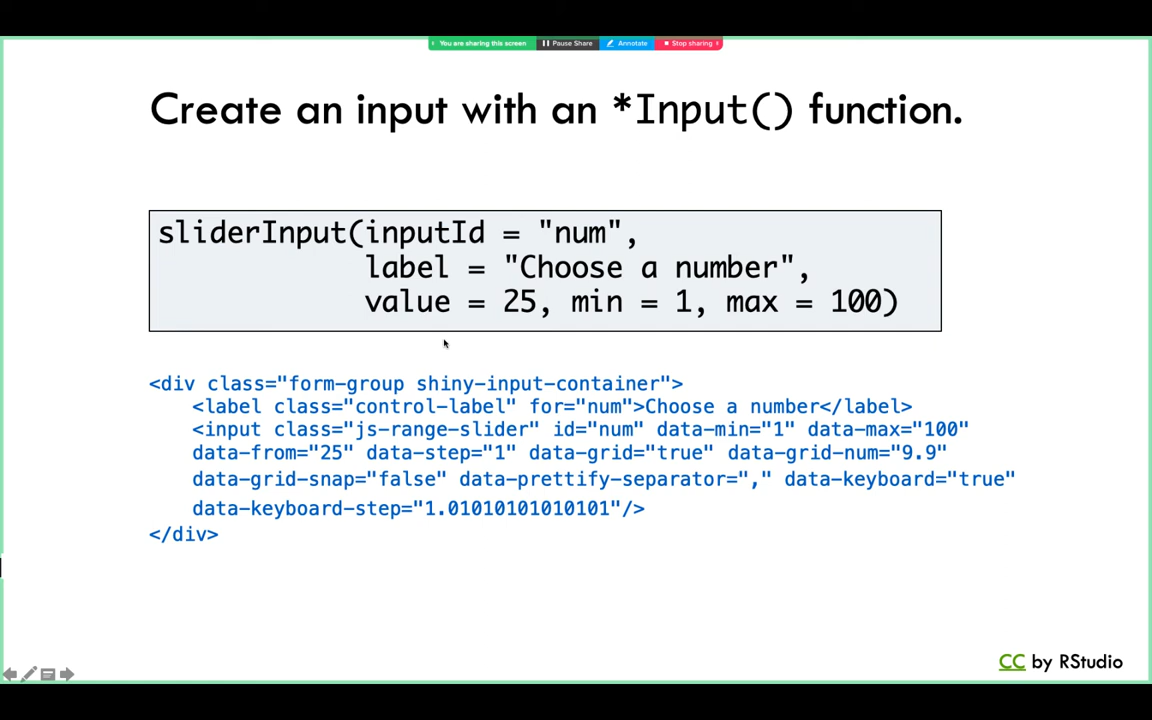 You are sharing this screen Pause Share Annotate Stop sharing
Create an input with an *Input() function.
sliderInput(inputId = "num",
label = "Choose a number",
value = 25, min = 1, max = 100)
<div class="form-group shiny-input-container">
<label class="control-label" for="num">Choose a number</label>
<input class="js-range-slider" id="num" data-min="1" data-max="100"
data-from="25" data-step="1" data-grid="true" data-grid-num="9.9"
data-grid-snap="false" data-prettify-separator="," data-keyboard="true"
data-keyboard-step="1.01010101010101"/>
</div>
CC by RStudio